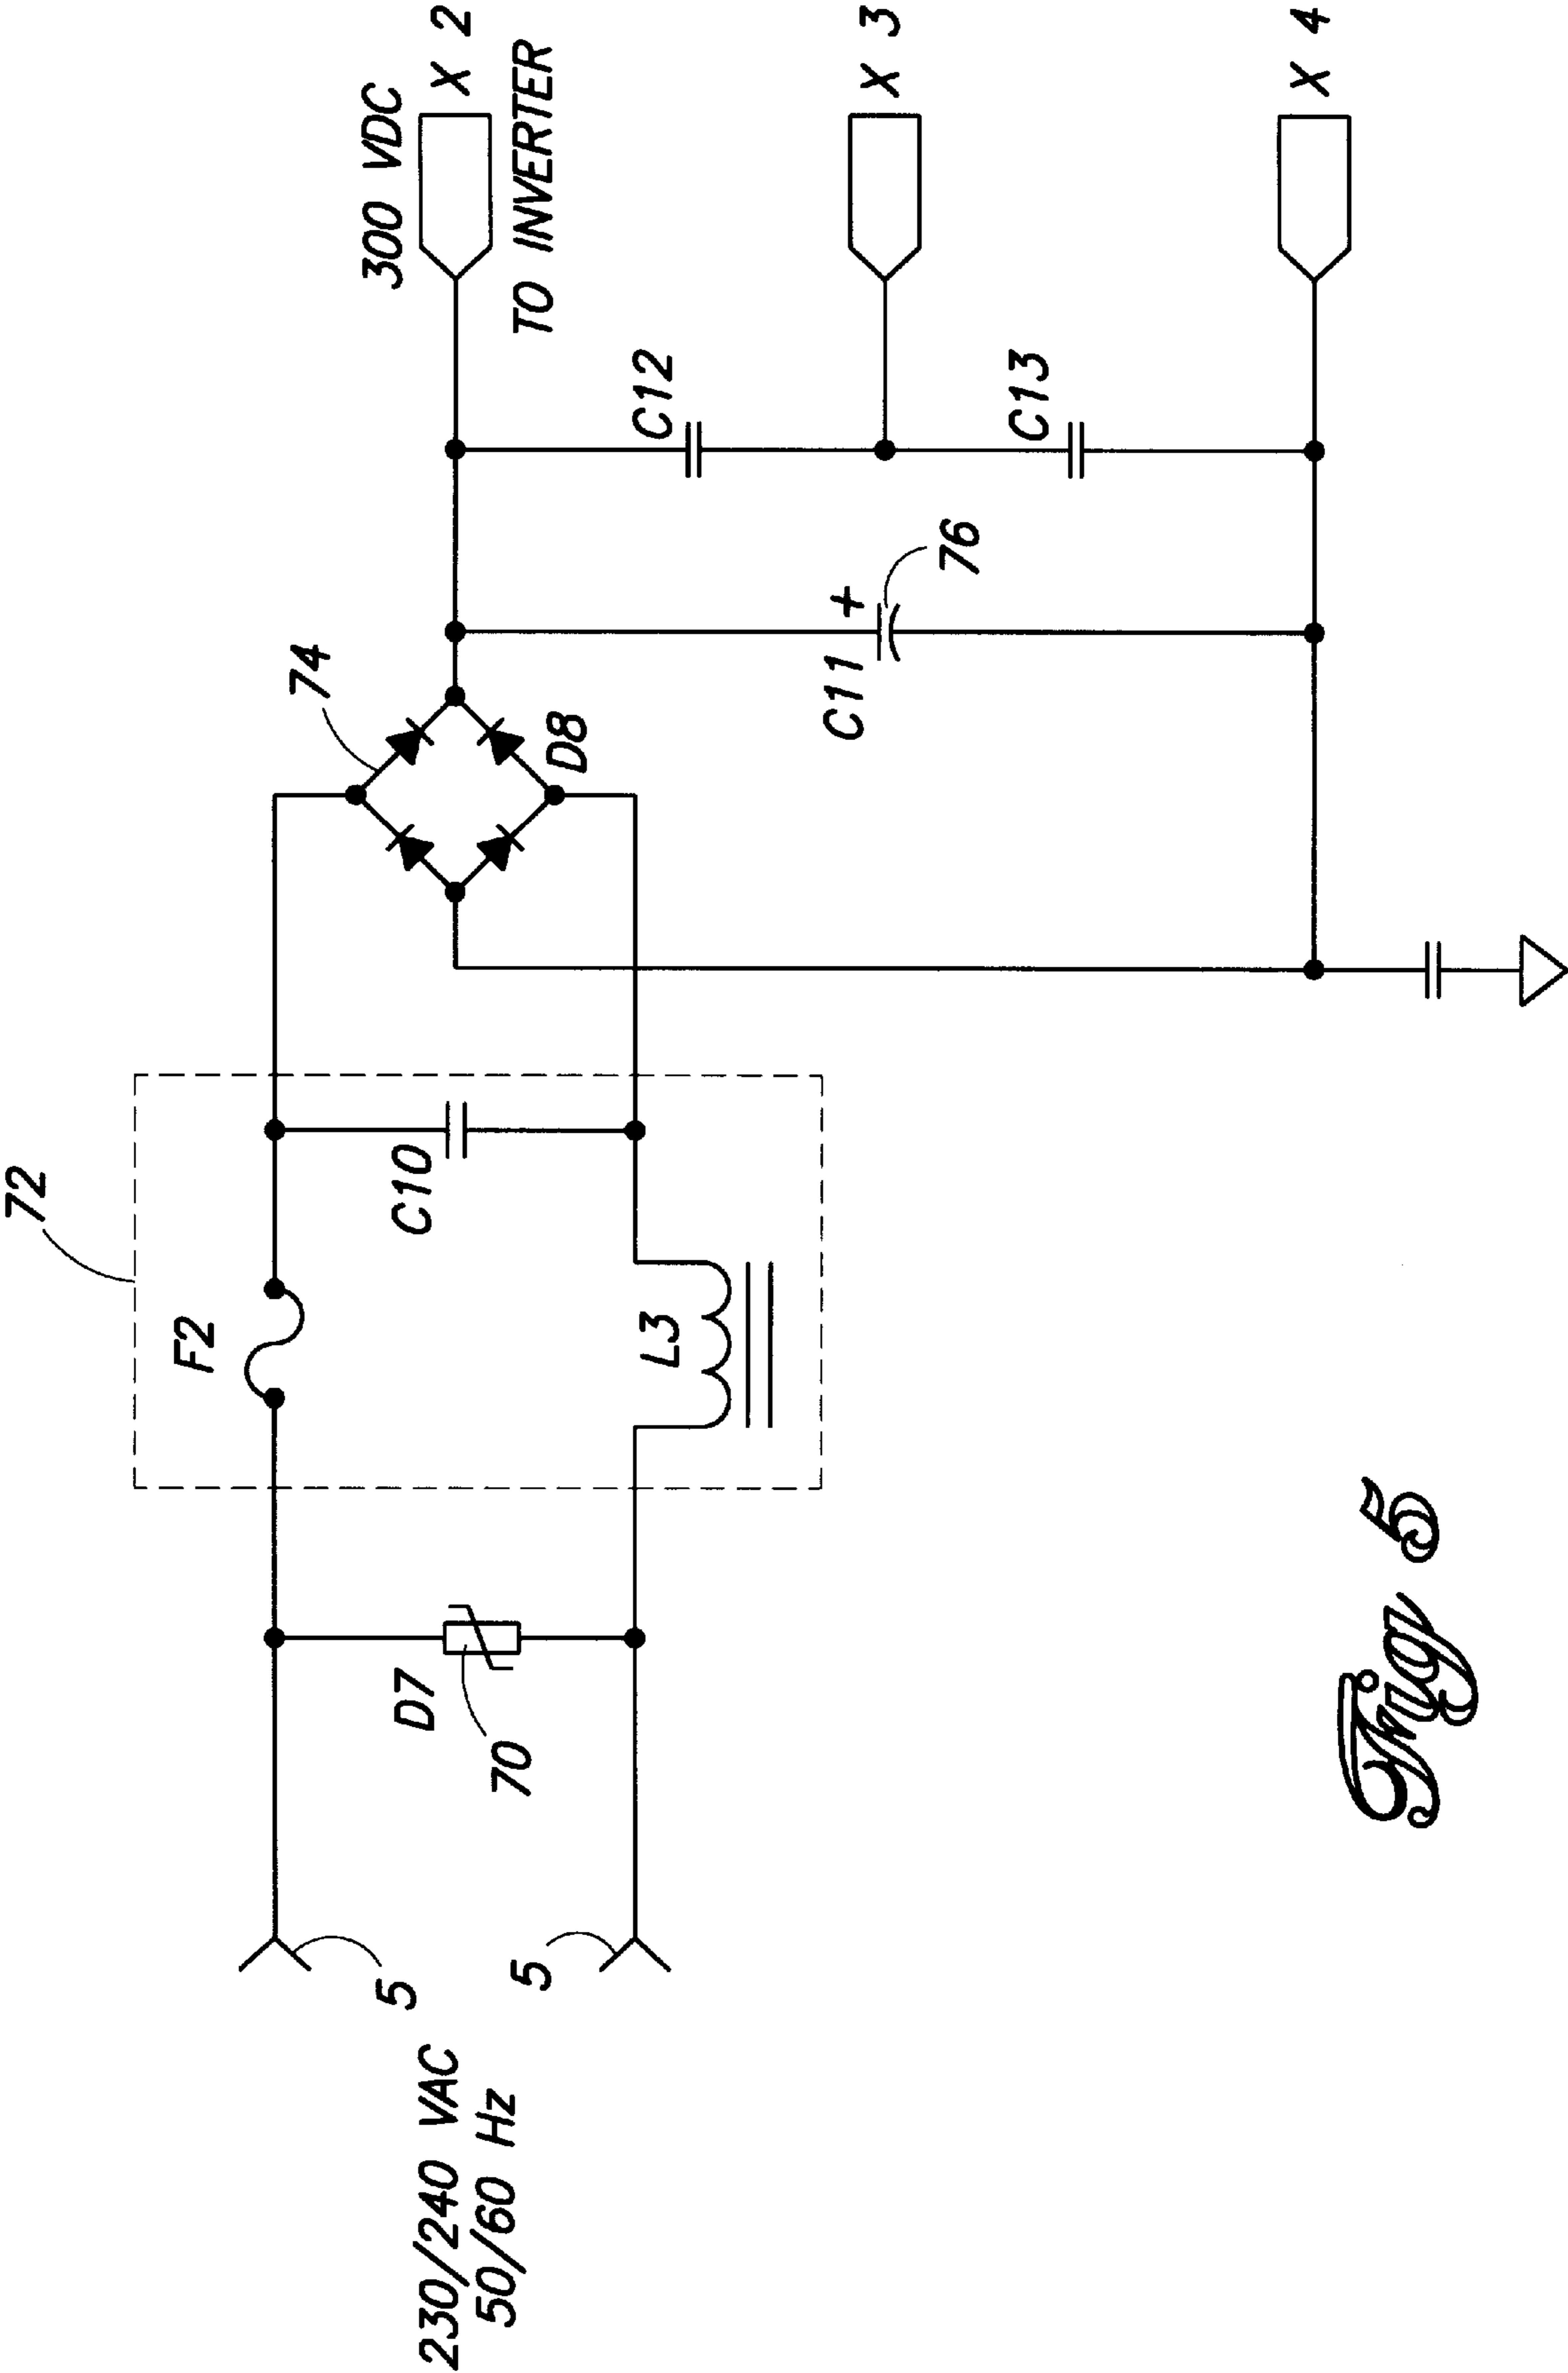 230/240 VAC
50/60 Hz
5
5
D7
70
72
F2
C10
L3
74
D8
C11
+
76
C12
C13
300 VDC
X 2
TO INVERTER
X 3
X 4
Fig 5